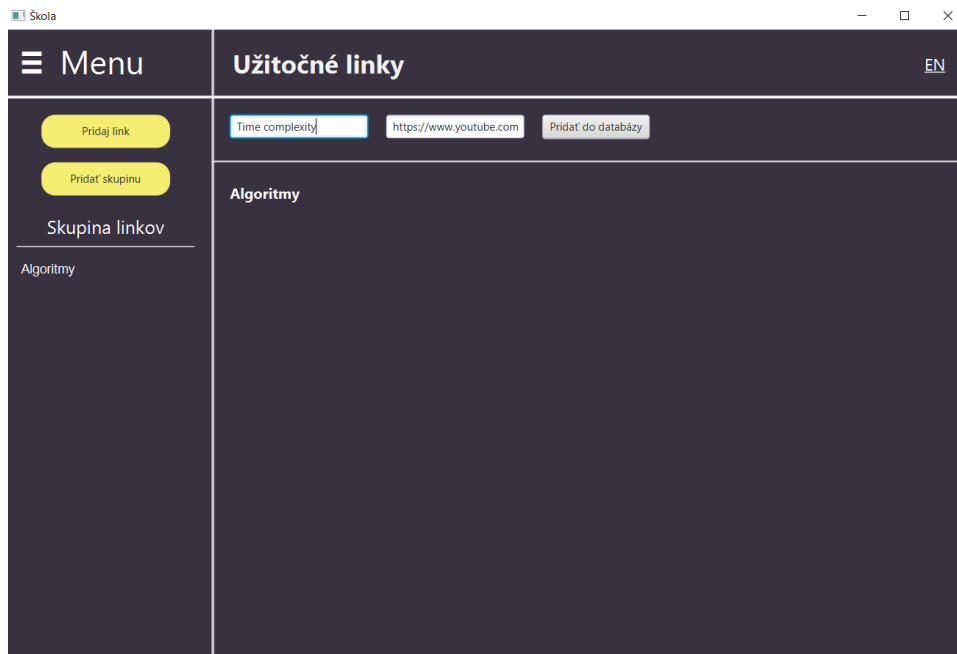 Škola
☰ Menu
Užitočné linky
EN
Pridaj link
Pridať skupinu
Skupina linkov
Algoritmy
Time complexity
https://www.youtube.com
Pridať do databázy
Algoritmy